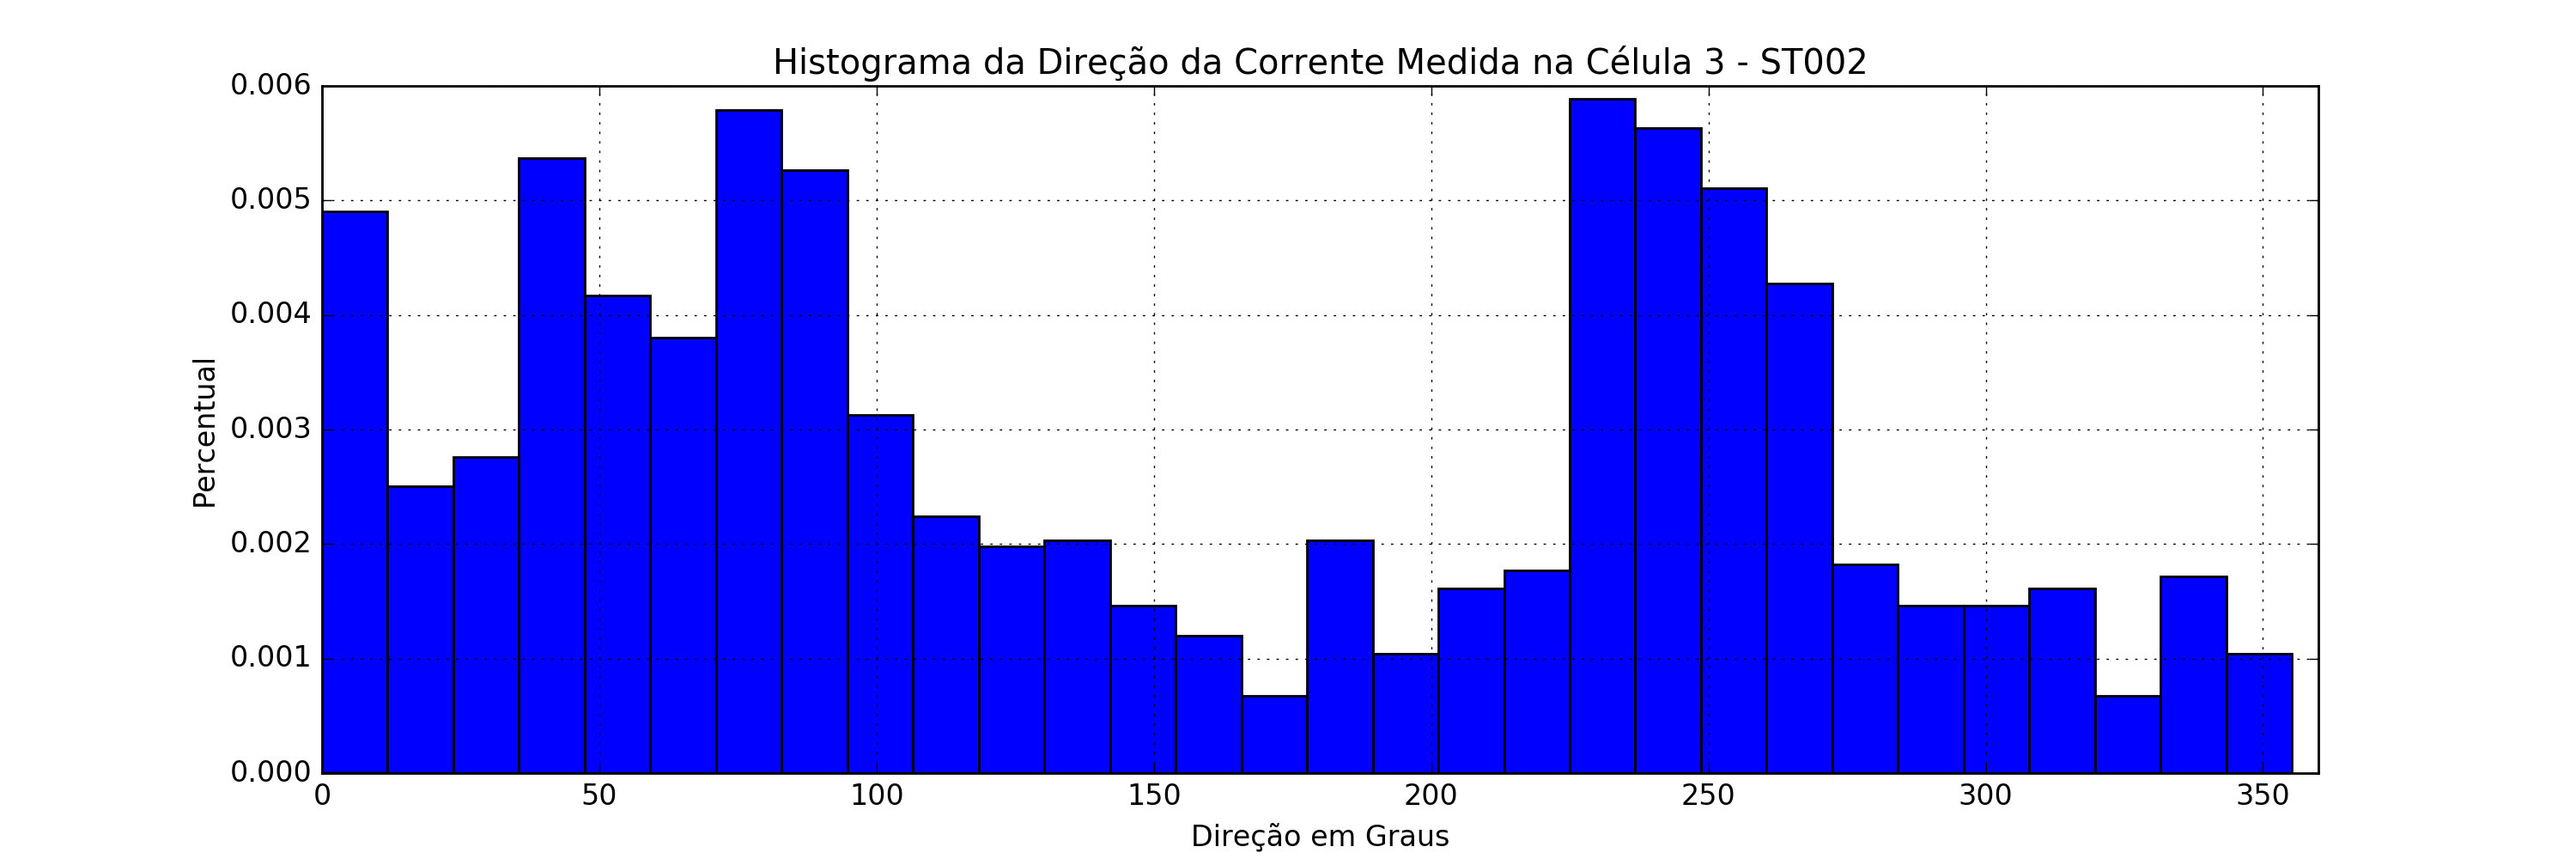 Histograma da Direção da Corrente Medida na Célula 3 - ST002
0.006
0.005
0.004
0.003
0.002
0.001
0.000
Percentual
0 50 100 150 200 250 300 350
Direção em Graus